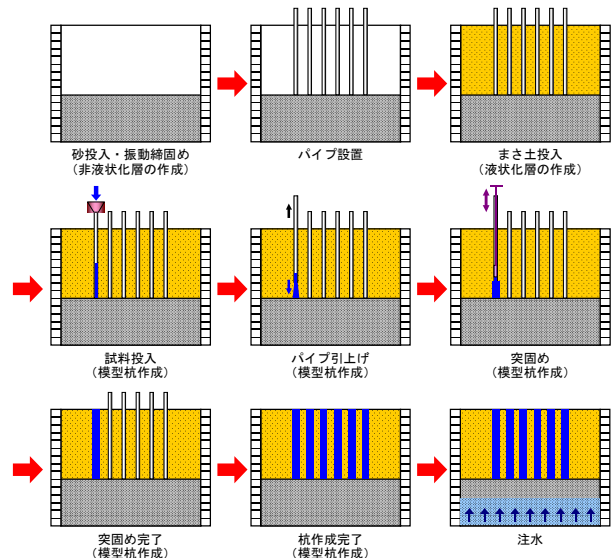 砂投入・振動締固め
(非液状化層の作成)
パイプ設置
まさ土投入
(液状化層の作成)
試料投入
(模型杭作成)
パイプ引上げ
(模型杭作成)
突固め
(模型杭作成)
突固め完了
(模型杭作成)
杭作成完了
(模型杭作成)
注水